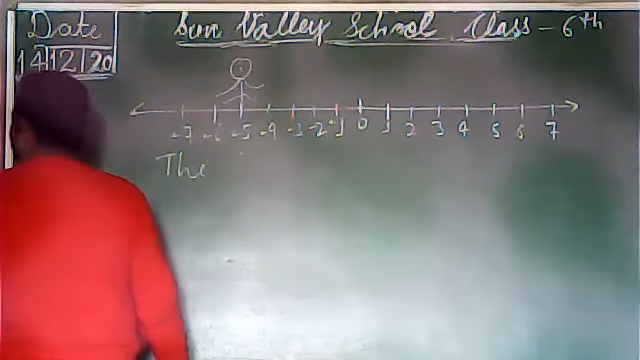 Date
Sun Valley School. Class - 6th
14|12|20
-7 -6 -5 -4 -3 -2 -1 0 1 2 3 4 5 6 7
The